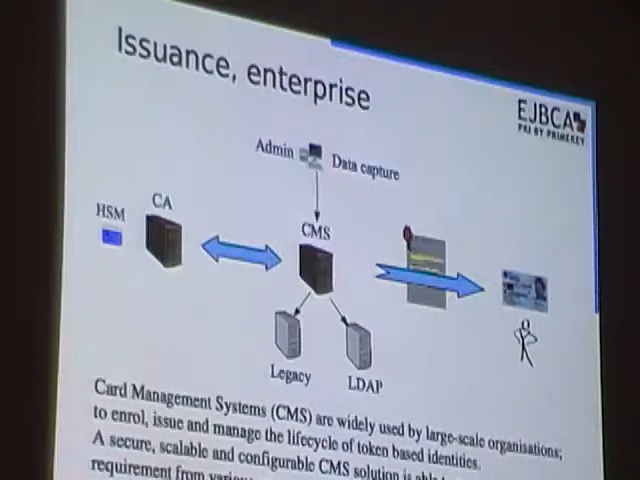 Issuance, enterprise
EJBCA
PKI BY PRIMEKEY
Admin
Data capture
HSM
CA
CMS
Legacy
LDAP
Card Management Systems (CMS) are widely used by large-scale organisations;
to enrol, issue and manage the lifecycle of token based identities.
A secure, scalable and configurable CMS solution is
requirement from